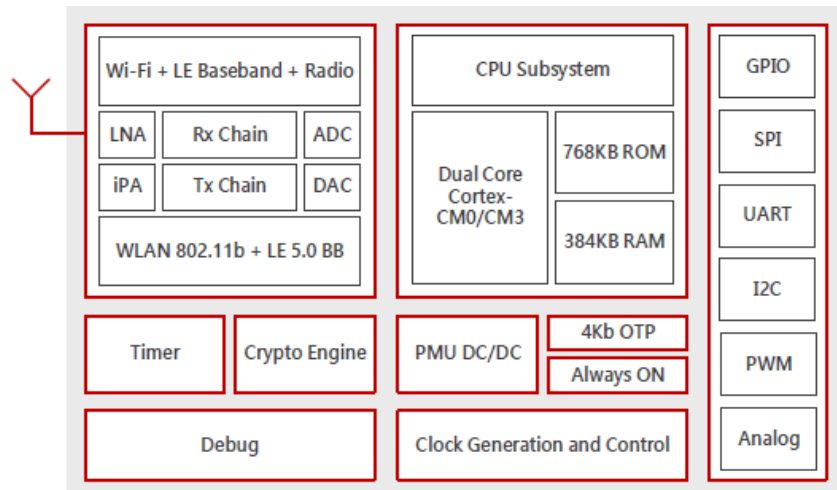 Wi-Fi + LE Baseband + Radio
LNA
Rx Chain
ADC
iPA
Tx Chain
DAC
WLAN 802.11b + LE 5.0 BB
CPU Subsystem
Dual Core
Cortex-
CM0/CM3
768KB ROM
384KB RAM
GPIO
SPI
UART
I2C
PWM
Analog
Timer
Crypto Engine
PMU DC/DC
4Kb OTP
Always ON
Debug
Clock Generation and Control